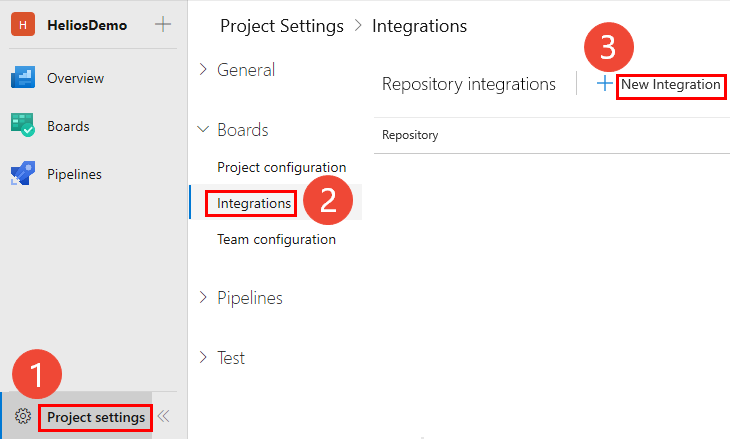 H HeliosDemo
Overview
Boards
Pipelines
1
Project settings
Project Settings > Integrations
General
Boards
Project configuration
Integrations
2
Team configuration
Pipelines
Test
3
Repository integrations
+ New Integration
Repository